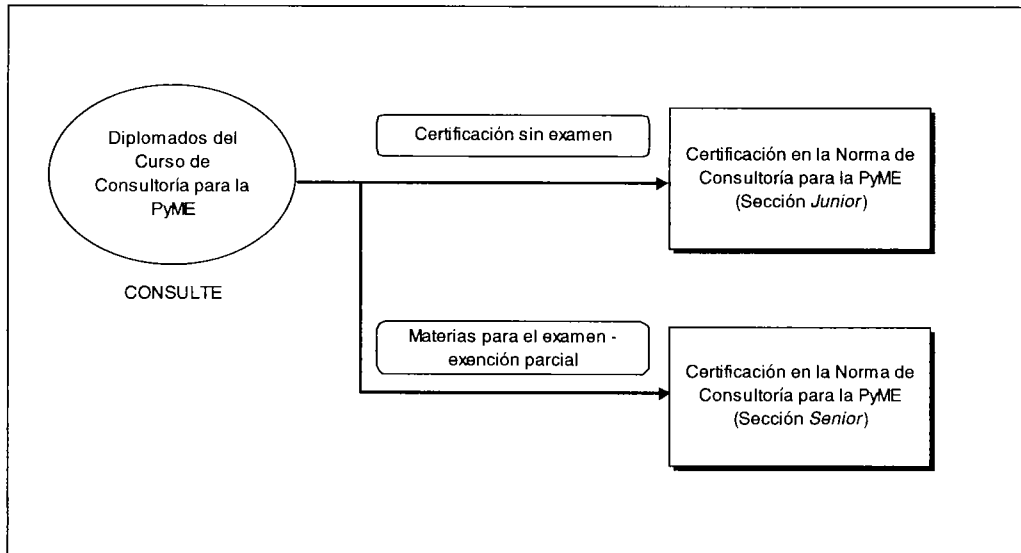 Diplomados del
Curso de
Consultoría para la
PyME
CONSULTE
Certificación sin examen
Certificación en la Norma de
Consultoría para la PyME
(Sección Junior)
Materias para el examen -
exención parcial
Certificación en la Norma de
Consultoría para la PyME
(Sección Senior)